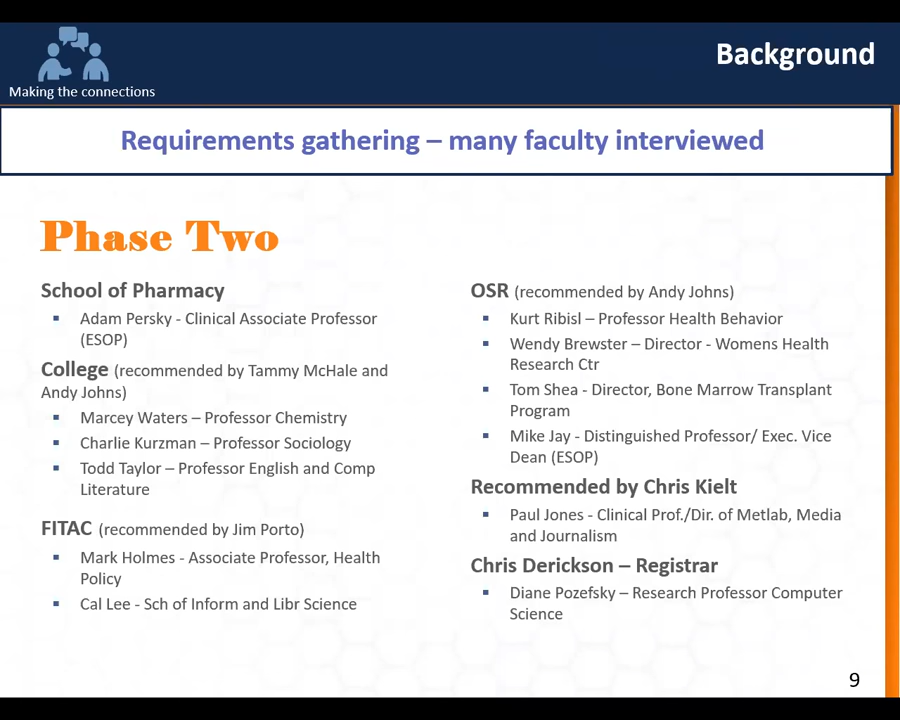 Background
Making the connections
Requirements gathering – many faculty interviewed
Phase Two
School of Pharmacy
▪ Adam Persky - Clinical Associate Professor
(ESOP)
College (recommended by Tammy McHale and
Andy Johns)
▪ Marcey Waters – Professor Chemistry
▪ Charlie Kurzman – Professor Sociology
▪ Todd Taylor – Professor English and Comp
Literature
FITAC (recommended by Jim Porto)
▪ Mark Holmes - Associate Professor, Health
Policy
▪ Cal Lee - Sch of Inform and Libr Science
OSR (recommended by Andy Johns)
▪ Kurt Ribisl – Professor Health Behavior
▪ Wendy Brewster – Director - Womens Health
Research Ctr
▪ Tom Shea - Director, Bone Marrow Transplant
Program
▪ Mike Jay - Distinguished Professor/ Exec. Vice
Dean (ESOP)
Recommended by Chris Kielt
▪ Paul Jones - Clinical Prof./Dir. of Metlab, Media
and Journalism
Chris Derickson – Registrar
▪ Diane Pozefsky – Research Professor Computer
Science
9